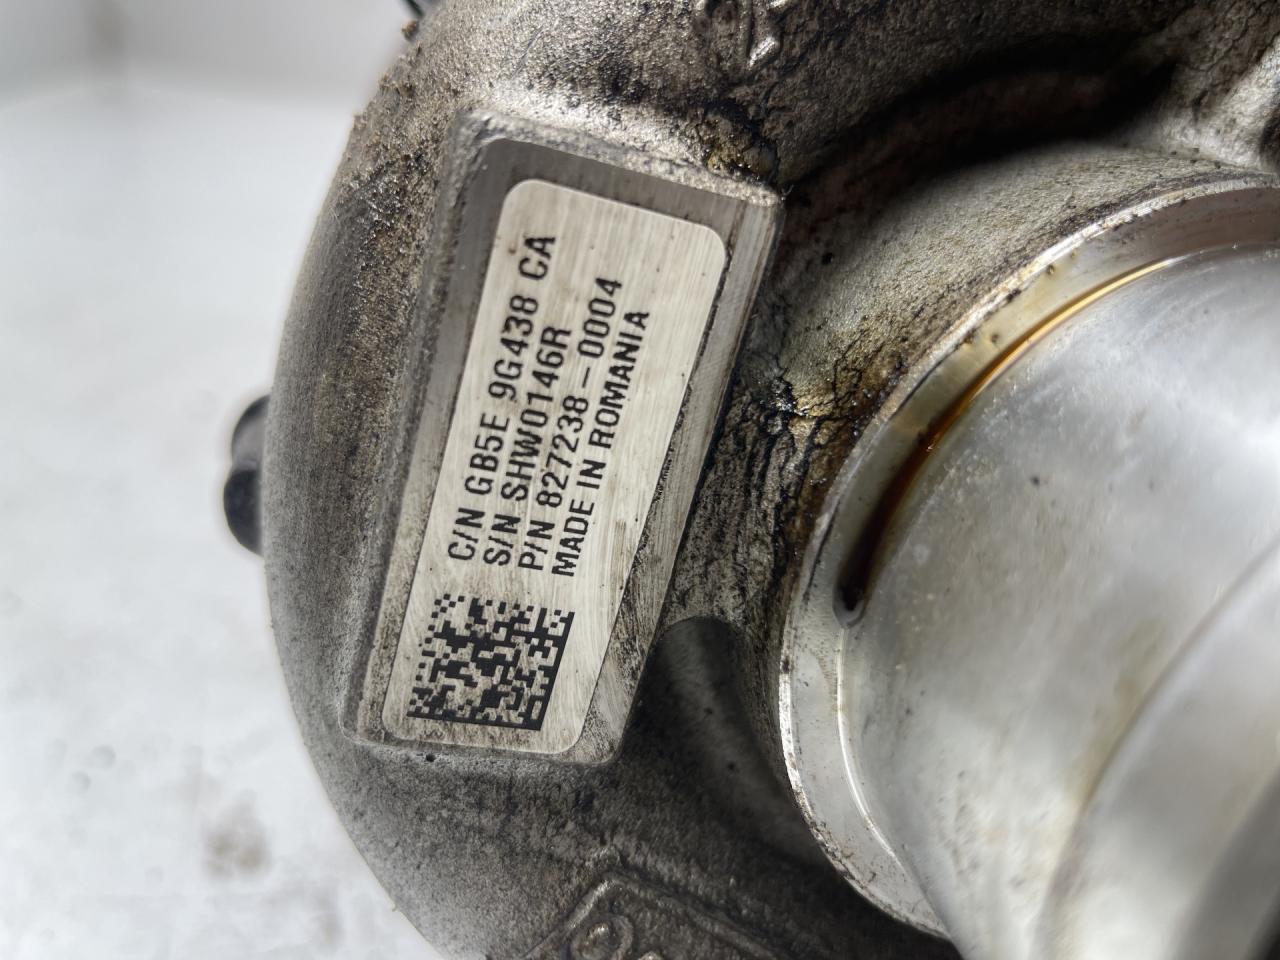 C/N GB5E 9G438 CA
S/N SHW0146R
P/N 827238-0004
MADE IN ROMANIA